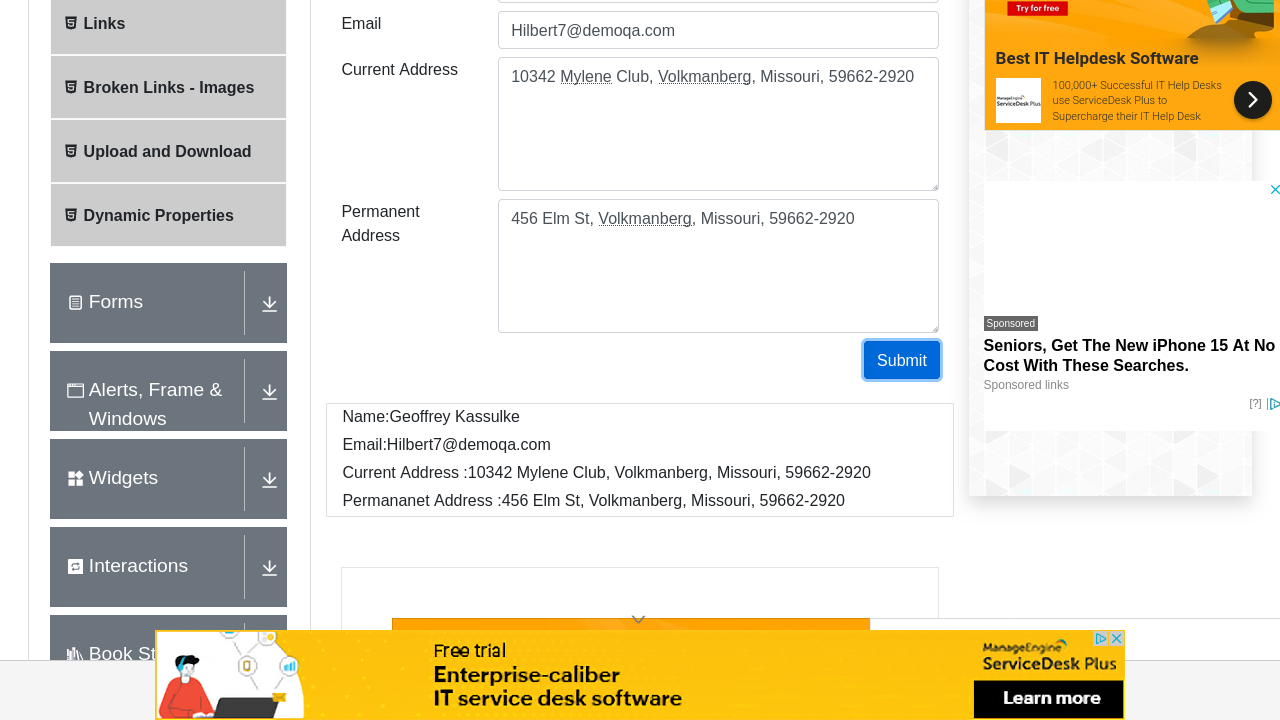 Links
Broken Links - Images
Upload and Download
Dynamic Properties
Forms
Alerts, Frame &
Windows
Widgets
Interactions
Book St
Email
Hilbert7@demoqa.com
Current Address
10342 Mylene Club, Volkmanberg, Missouri, 59662-2920
Permanent
Address
456 Elm St, Volkmanberg, Missouri, 59662-2920
Submit
Name:Geoffrey Kassulke
Email:Hilbert7@demoqa.com
Current Address :10342 Mylene Club, Volkmanberg, Missouri, 59662-2920
Permananet Address :456 Elm St, Volkmanberg, Missouri, 59662-2920
Try for free
Best IT Helpdesk Software
ManageEngine
ServiceDesk Plus
100,000+ Successful IT Help Desks
use ServiceDesk Plus to
Supercharge their IT Help Desk
Sponsored
Seniors, Get The New iPhone 15 At No
Cost With These Searches.
Sponsored links
[?]
Free trial
Enterprise-caliber
IT service desk software
ManageEngine
ServiceDesk Plus
Learn more